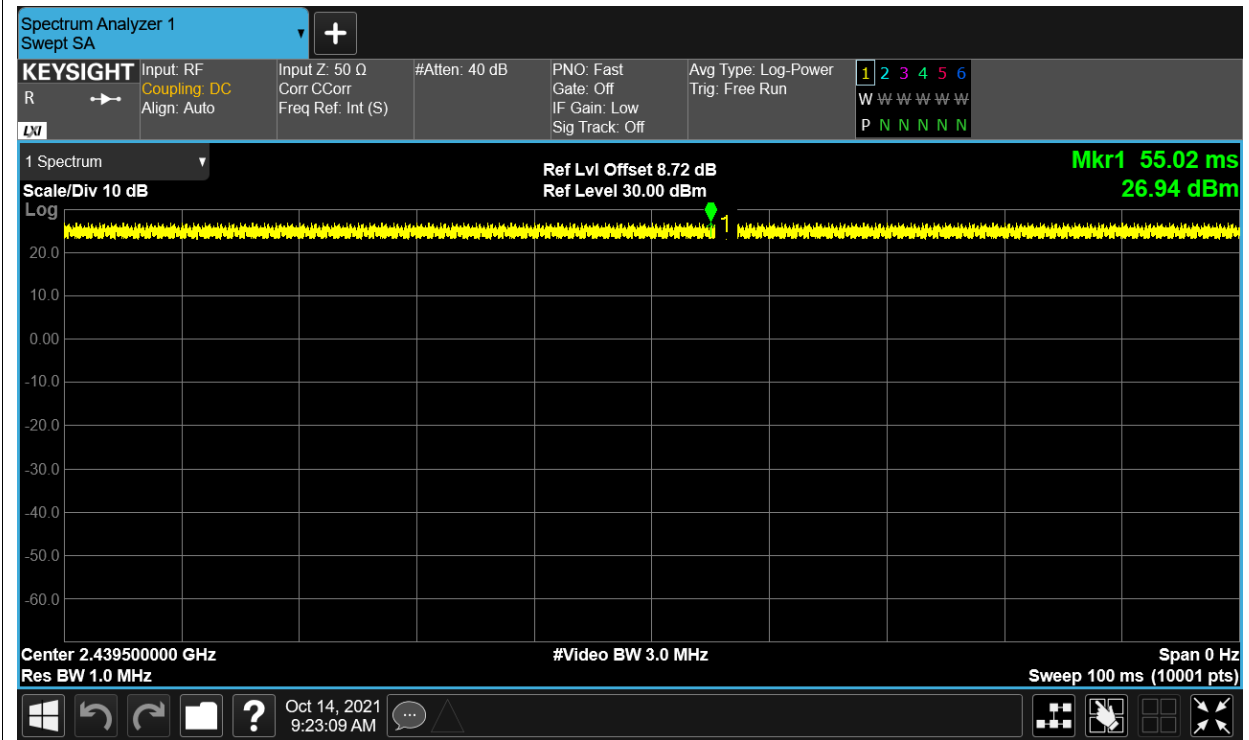 Spectrum Analyzer 1
Swept SA
+
KEYSIGHT
R
LXI
Input: RF
Coupling: DC
Align: Auto
Input Z: 50 Ω
Corr CCorr
Freq Ref: Int (S)
#Atten: 40 dB
PNO: Fast
Gate: Off
IF Gain: Low
Sig Track: Off
Avg Type: Log-Power
Trig: Free Run
1 2 3 4 5 6
W W W W W W
P N N N N N
1 Spectrum
Scale/Div 10 dB
Log
Ref Lvl Offset 8.72 dB
Ref Level 30.00 dBm
Mkr1 55.02 ms
26.94 dBm
1
20.0
10.0
0.00
-10.0
-20.0
-30.0
-40.0
-50.0
-60.0
Center 2.439500000 GHz
Res BW 1.0 MHz
#Video BW 3.0 MHz
Span 0 Hz
Sweep 100 ms (10001 pts)
?
Oct 14, 2021
9:23:09 AM